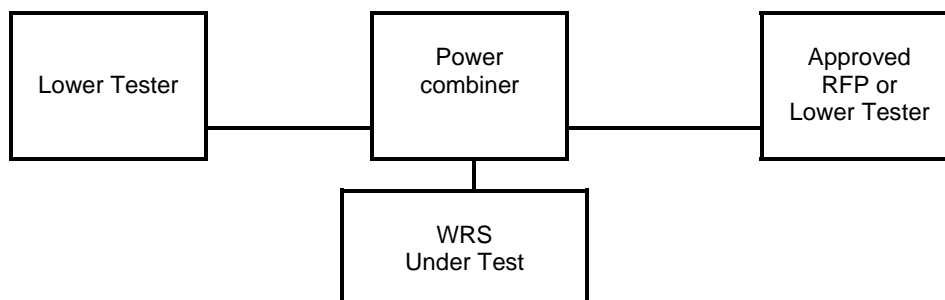 Lower Tester
Power
combiner
Approved
RFP or
Lower Tester
WRS
Under Test